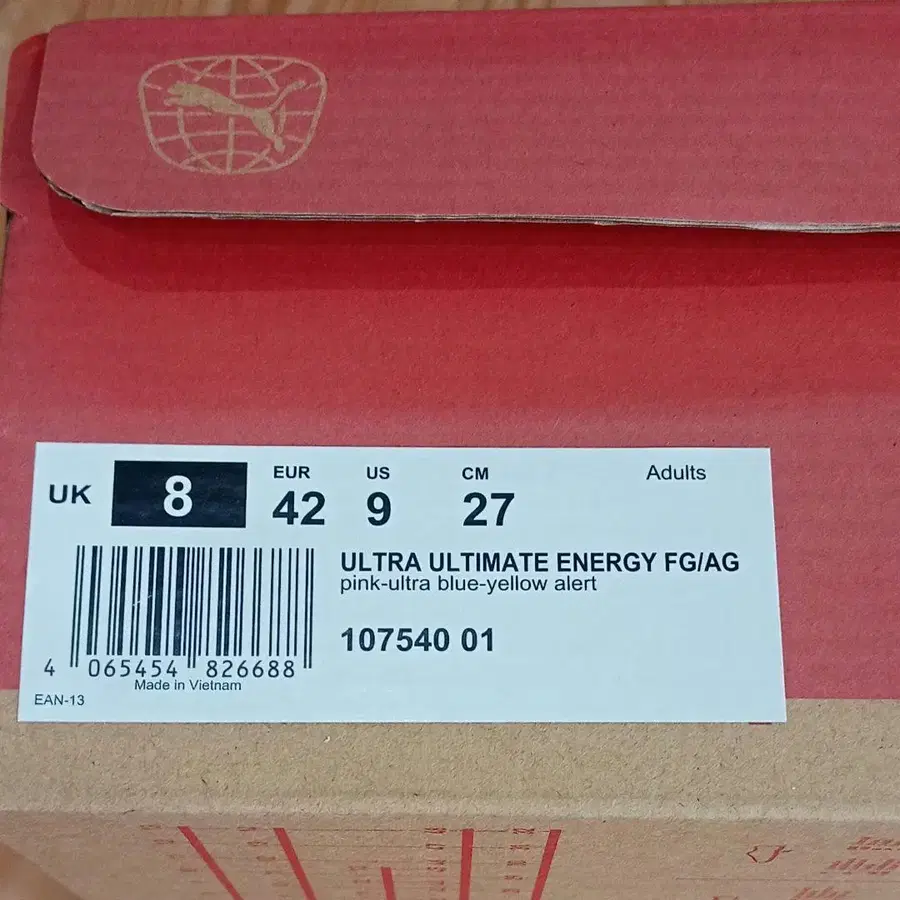 UK 8 EUR 42 US 9 CM 27 Adults
ULTRA ULTIMATE ENERGY FG/AG
pink-ultra blue-yellow alert
107540 01
4 065454 826688
Made in Vietnam
EAN-13